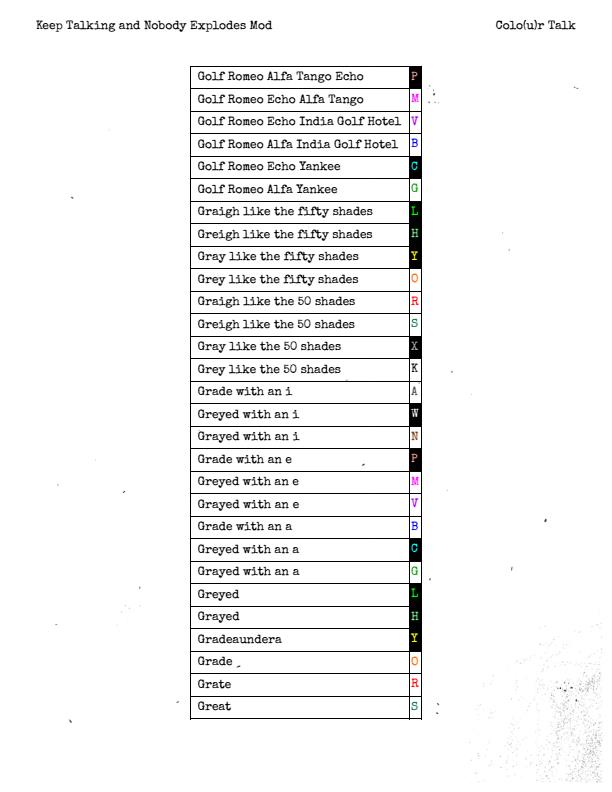 Keep Talking and Nobody Explodes Mod Colo(u)r Talk
Golf Romeo Alfa Tango Echo P
Golf Romeo Echo Alfa Tango M
Golf Romeo Echo India Golf Hotel V
Golf Romeo Alfa India Golf Hotel B
Golf Romeo Echo Yankee C
Golf Romeo Alfa Yankee G
Graigh like the fifty shades L
Greigh like the fifty shades H
Gray like the fifty shades Y
Grey like the fifty shades O
Graigh like the 50 shades R
Greigh like the 50 shades S
Gray like the 50 shades X
Grey like the 50 shades K
Grade with an i A
Greyed with an i W
Grayed with an i N
Grade with an e P
Greyed with an e M
Grayed with an e V
Grade with an a B
Greyed with an a C
Grayed with an a G
Greyed L
Grayed H
Gradeaundera Y
Grade O
Grate R
Great S